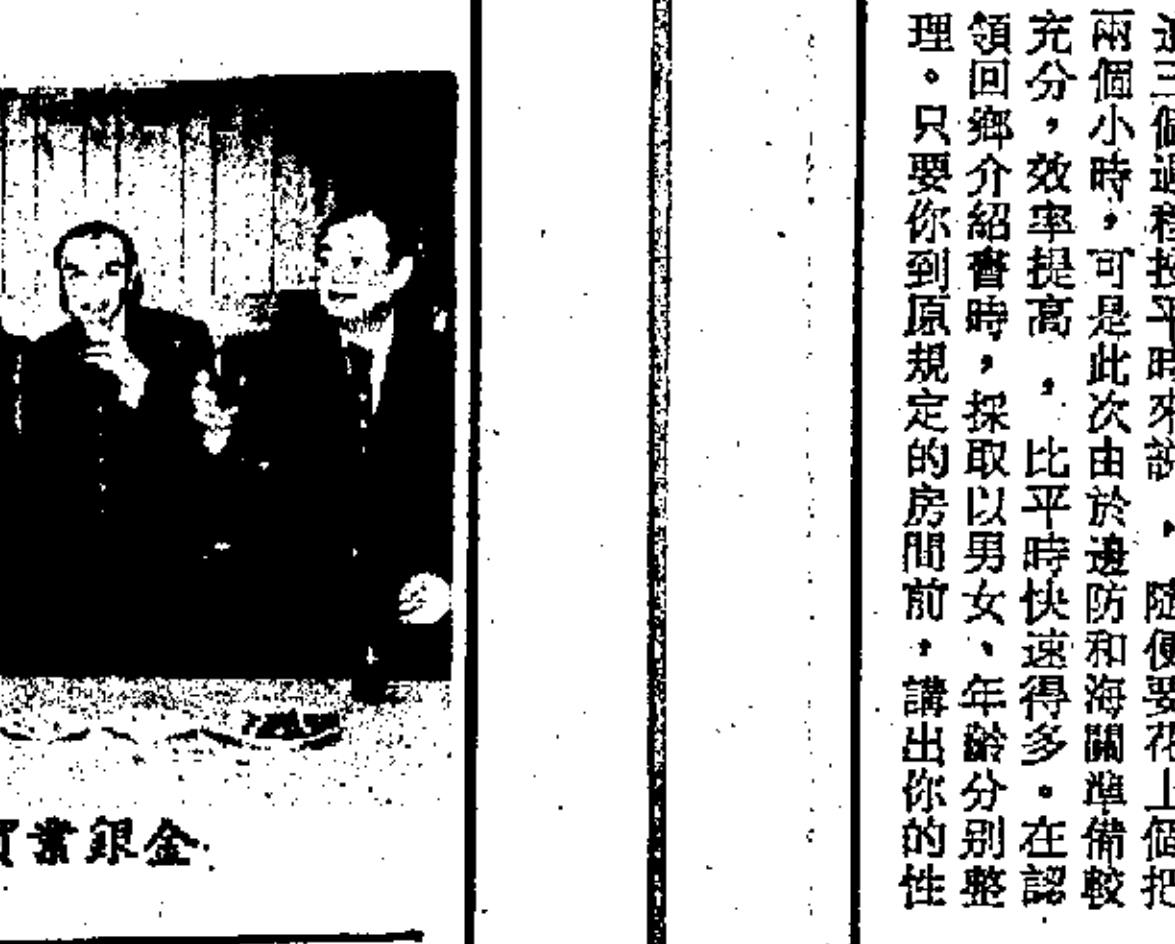 三個過程按平時來說，隨便要花上個把
兩個小時，可是此次由於邊防和海關準備較
充分，效率提高，比平時快速得多。在認
領回鄉介紹書時，採取以男女、年齡分別整
理。只要你到原規定的房間前，講出你的性
業銀金